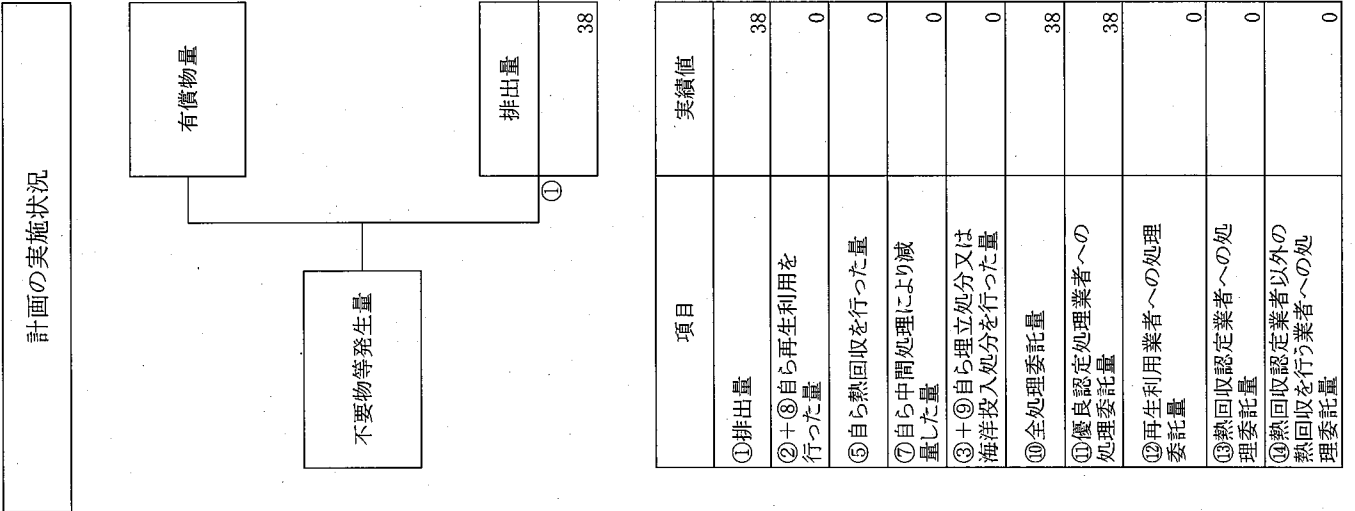 計画の実施状況
有償物量
不要物等発生量
排出量
①
38
項目
実績値
①排出量
38
②+⑧自ら再生利用を
行った量
0
⑤自ら熱回収を行った量
0
⑦自ら中間処理により減
量した量
0
③+⑨自ら埋立処分又は
海洋投入処分を行った量
0
⑩全処理委託量
38
⑪優良認定処理業者への
処理委託量
38
⑫再生利用業者への処理
委託量
0
⑬熱回収認定業者への処
理委託量
0
⑭熱回収認定業者以外の
熱回収を行う業者への処
理委託量
0